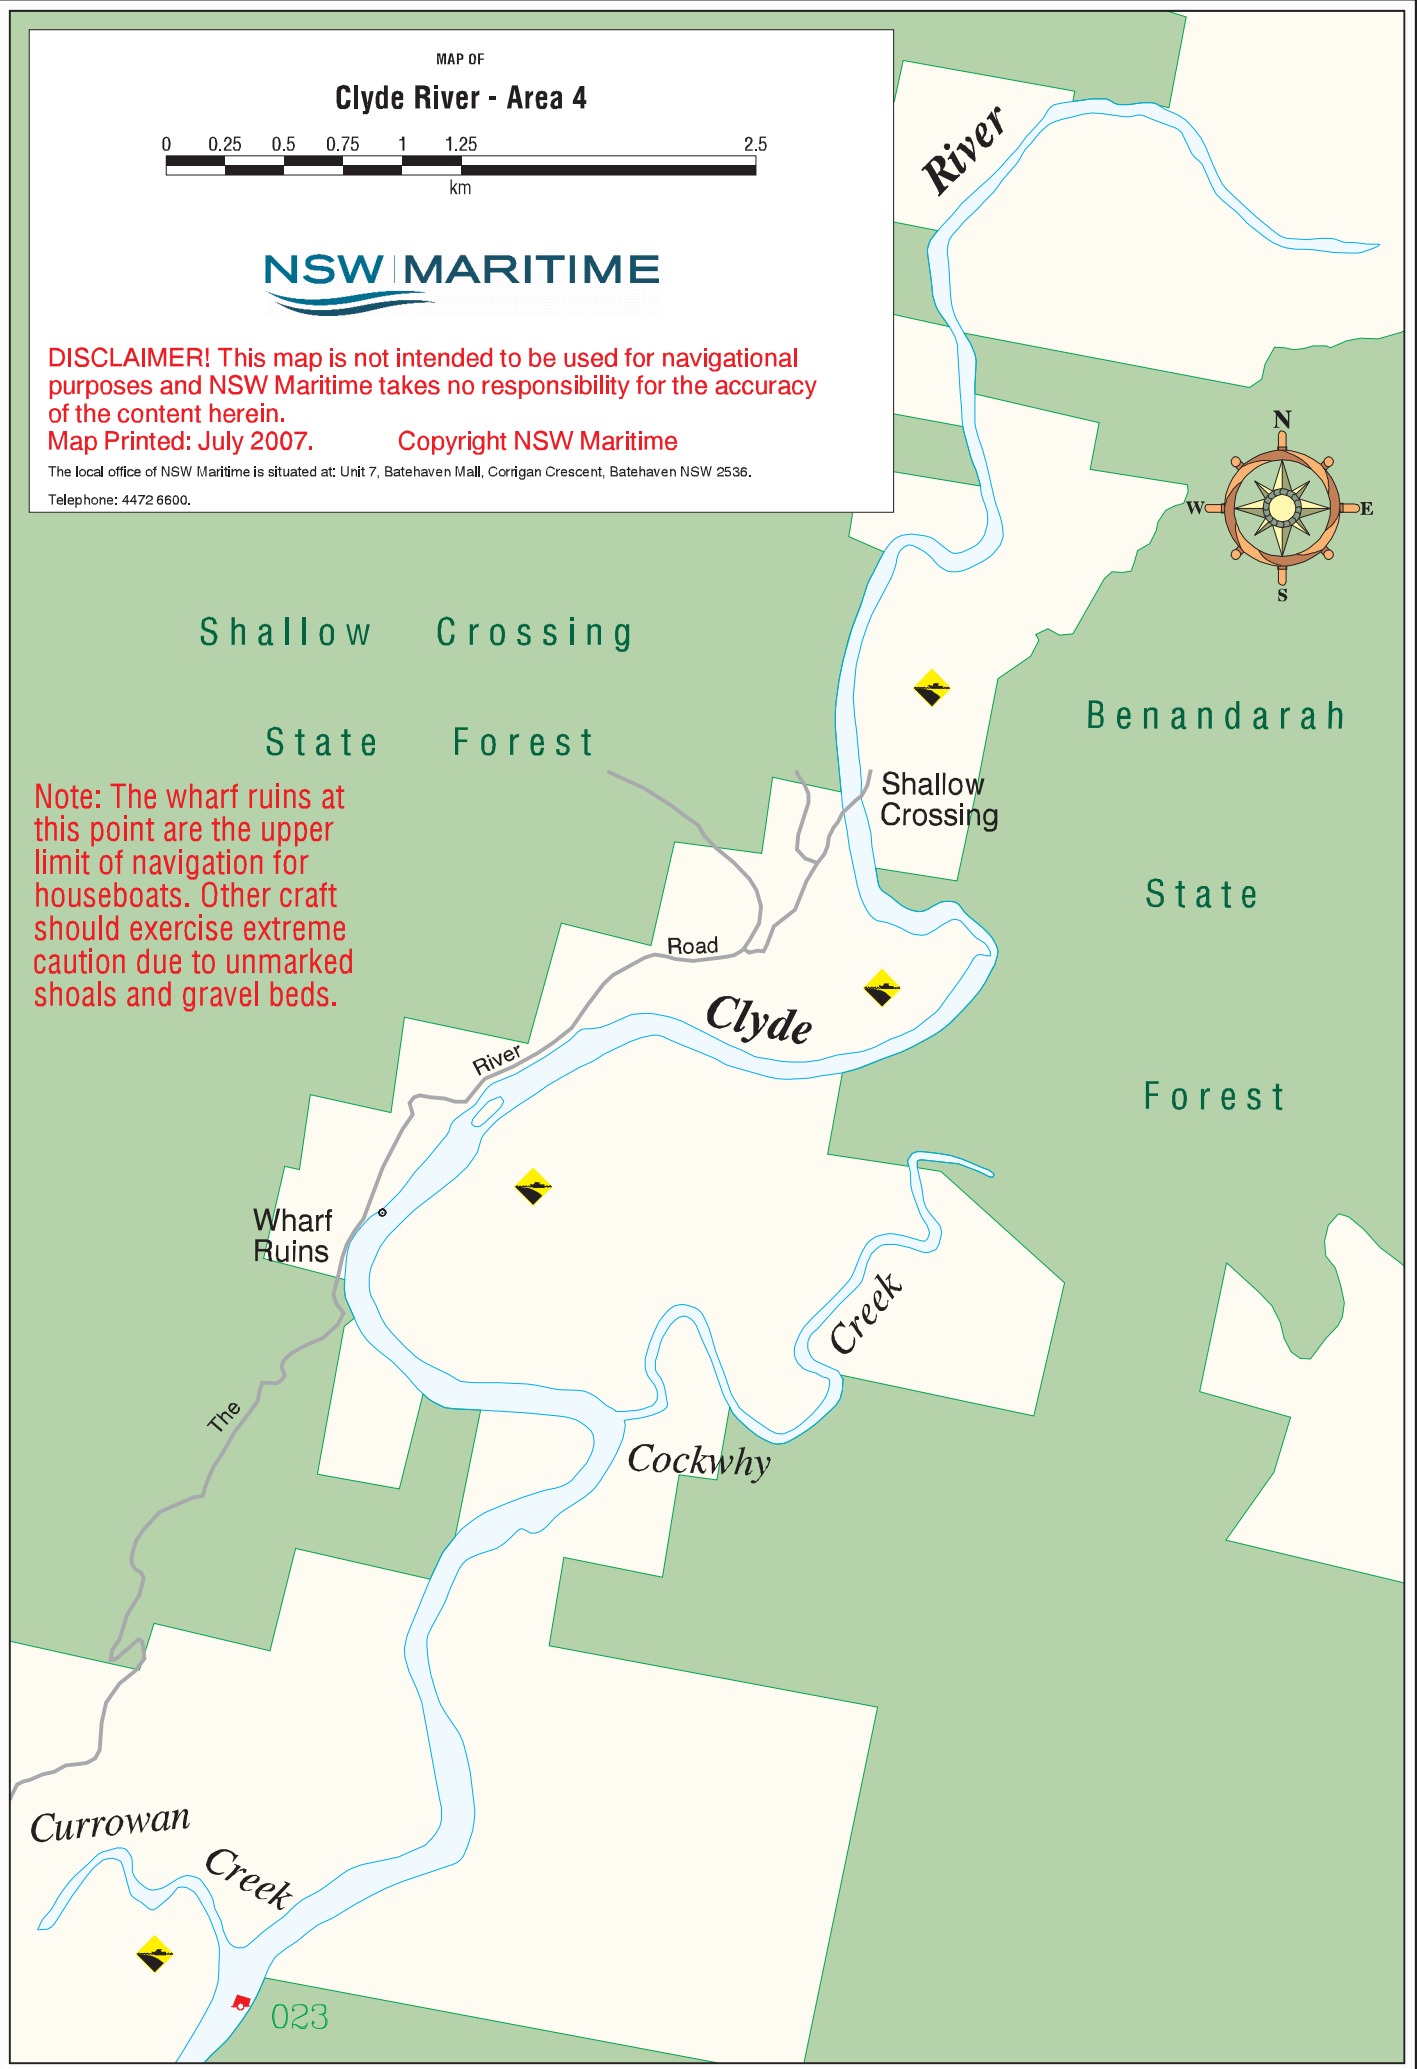 MAP OF
Clyde River - Area 4
0 0.25 0.5 0.75 1 1.25 2.5
km
NSW MARITIME
DISCLAIMER! This map is not intended to be used for navigational
purposes and NSW Maritime takes no responsibility for the accuracy
of the content herein.
Map Printed: July 2007. Copyright NSW Maritime
The local office of NSW Maritime is situated at: Unit 7, Batehaven Mall, Corrigan Crescent, Batehaven NSW 2536.
Telephone: 4472 6600.
River
N
W E
S
Shallow Crossing
State Forest
Benandarah
State
Forest
Shallow
Crossing
Note: The wharf ruins at
this point are the upper
limit of navigation for
houseboats. Other craft
should exercise extreme
caution due to unmarked
shoals and gravel beds.
Road
Clyde
River
Wharf
Ruins
Creek
The
Cockwhy
Currowan
Creek
023